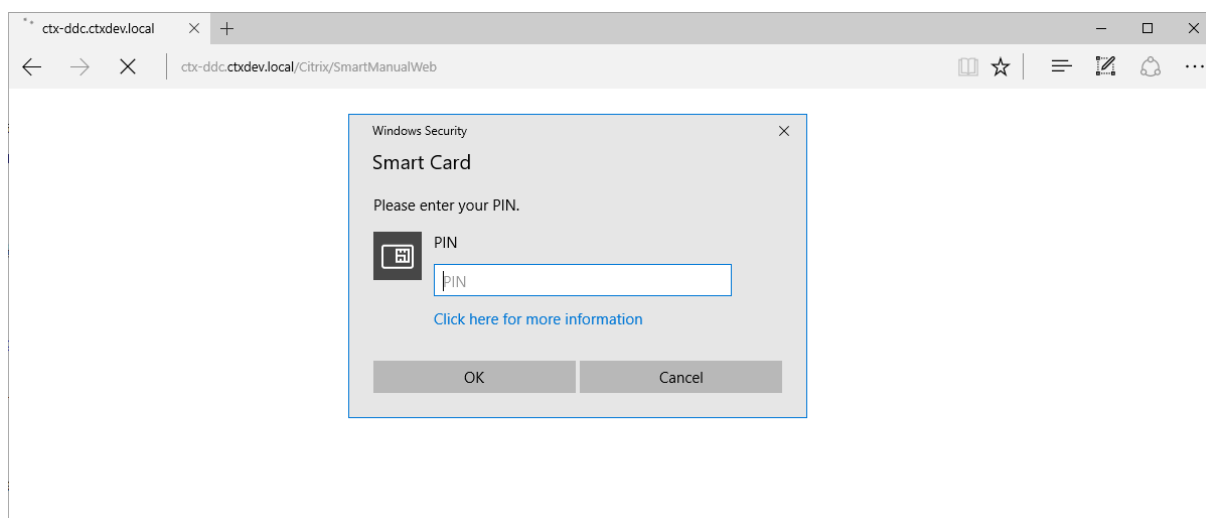 ctx-ddc.ctxdev.local
ctx-ddc.ctxdev.local/Citrix/SmartManualWeb
Windows Security
Smart Card
Please enter your PIN.
PIN
PIN
Click here for more information
OK Cancel